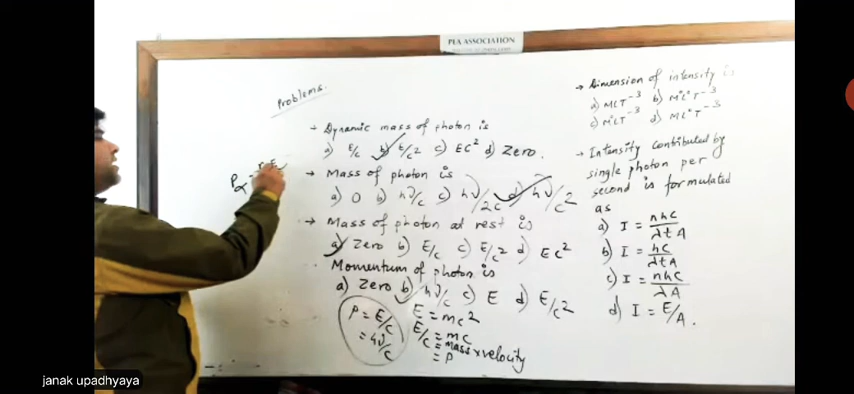 PEA ASSOCIATION
Problems.
→ Dynamic mass of photon is
a) E/c b) E/c² c) EC² d) Zero.
→ Mass of photon is
a) 0 b) hν/c c) hν/2c d) hν/c²
→ Mass of photon at rest is
a) Zero b) E/c c) E/c² d) EC²
Momentum of photon is
a) Zero b) hν/c c) E d) E/c²
P = E/c
= hν/c
E = mc²
E/c = mc
= mass × velocity
= P
Pα
→ Dimension of intensity is
a) MLT⁻³ b) M°L°T⁻³
c) M°LT⁻³ d) ML°T⁻³
→ Intensity contributed by
single photon per
second is formulated
as
a) I = nhc/λtA
b) I = hc/λtA
c) I = nhc/λA
d) I = E/A.
janak upadhyaya